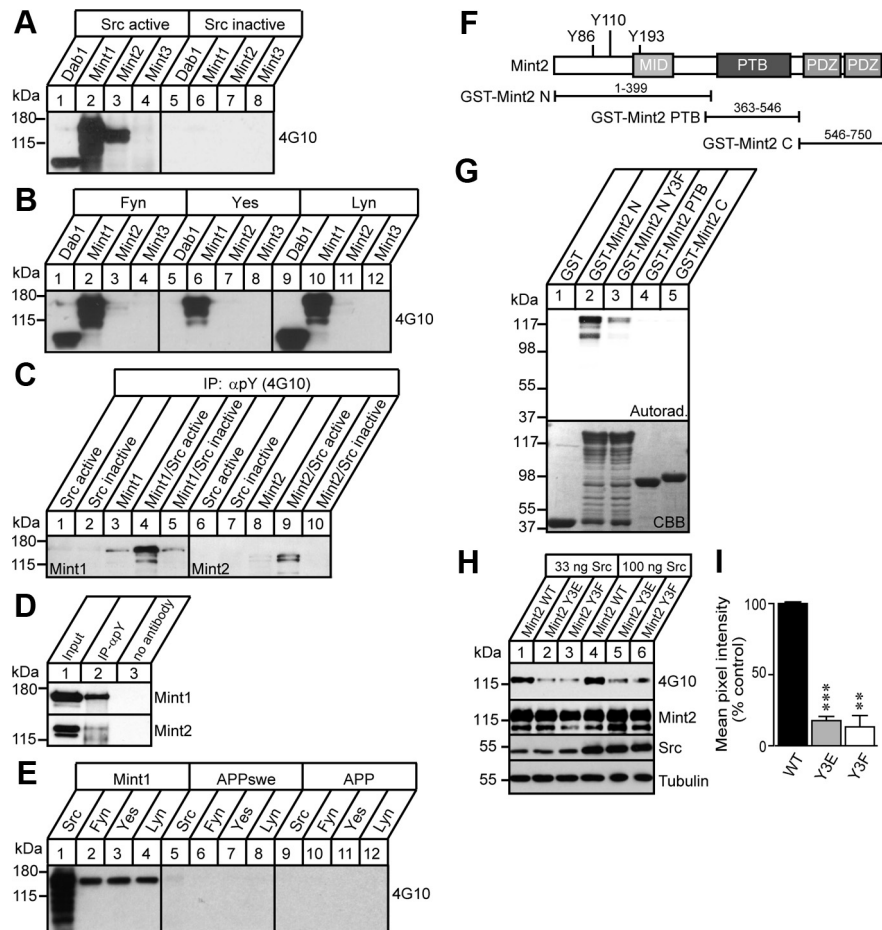 A
Src active Src inactive
Dab1 Mint1 Mint2 Mint3 Dab1 Mint1 Mint2 Mint3
kDa 1 2 3 4 5 6 7 8
180
115
4G10
B
Fyn Yes Lyn
Dab1 Mint1 Mint2 Mint3 Dab1 Mint1 Mint2 Mint3 Dab1 Mint1 Mint2 Mint3
kDa 1 2 3 4 5 6 7 8 9 10 11 12
180
115
4G10
C
IP: αpY (4G10)
Src active Src inactive Mint1 Mint1/Src active Mint1/Src inactive Src active Src inactive Mint2 Mint2/Src active Mint2/Src inactive
kDa 1 2 3 4 5 6 7 8 9 10
180
115
Mint1 Mint2
D
Input IP-αpY no antibody
kDa 1 2 3
180
Mint1
Mint2
115
E
Mint1 APPswe APP
Src Fyn Yes Lyn Src Fyn Yes Lyn Src Fyn Yes Lyn
kDa 1 2 3 4 5 6 7 8 9 10 11 12
180
115
4G10
F
Y110
Y86 Y193
Mint2 MID PTB PDZ PDZ
GST-Mint2 N 1-399
GST-Mint2 PTB 363-546
GST-Mint2 C 546-750
G
GST GST-Mint2 N GST-Mint2 N Y3F GST-Mint2 PTB GST-Mint2 C
kDa 1 2 3 4 5
117
98
55
37
Autorad.
117
98
55
37
CBB
H
33 ng Src 100 ng Src
Mint2 WT Mint2 Y3E Mint2 Y3F Mint2 WT Mint2 Y3E Mint2 Y3F
kDa 1 2 3 4 5 6
115 4G10
115 Mint2
55 Src
55 Tubulin
I
Mean pixel intensity
(% control)
100
50
0
*** **
WT Y3E Y3F